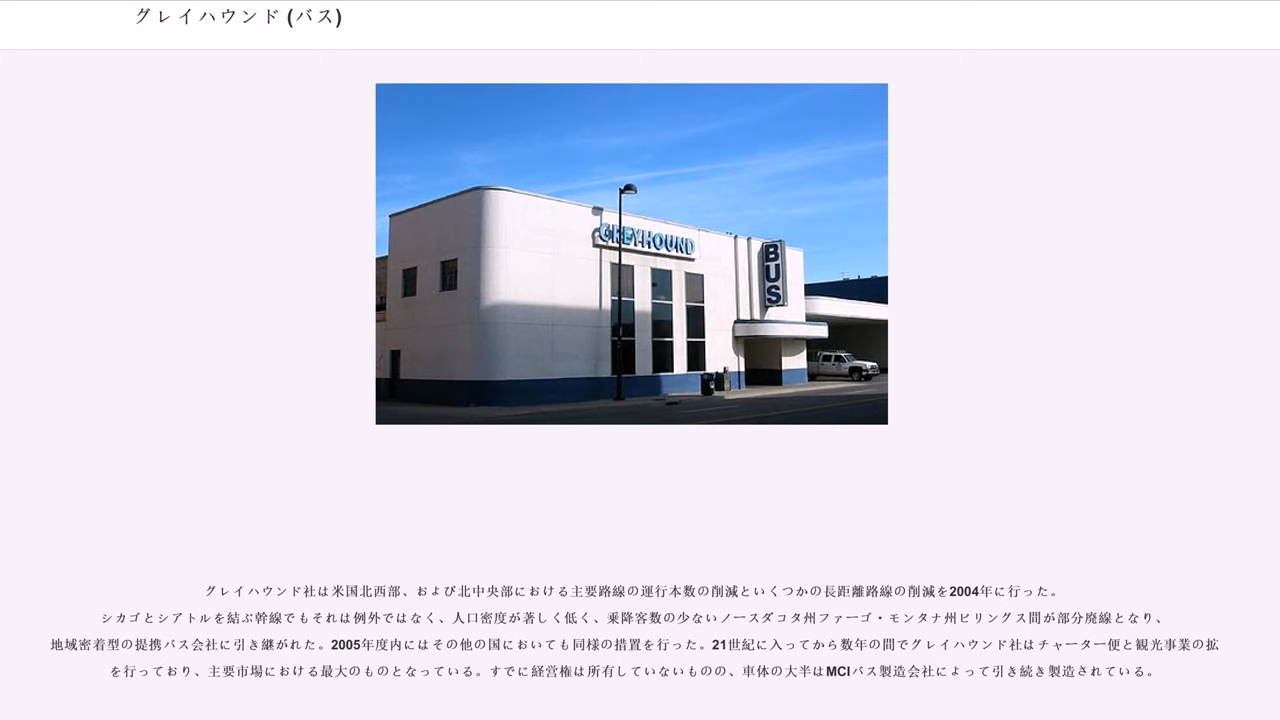 グレイハウンド (バス)
GREYHOUND
BUS
グレイハウンド社は米国北西部、および北中央部における主要路線の運行本数の削減といくつかの長距離路線の削減を2004年に行った。
シカゴとシアトルを結ぶ幹線でもそれは例外ではなく、人口密度が著しく低く、乗降客数の少ないノースダコタ州ファーゴ・モンタナ州ビリングス間が部分廃線となり、
地域密着型の提携バス会社に引き継がれた。2005年度内にはその他の国においても同様の措置を行った。21世紀に入ってから数年の間でグレイハウンド社はチャーター便と観光事業の拡
を行っており、主要市場における最大のものとなっている。すでに経営権は所有していないものの、車体の大半はMCIバス製造会社によって引き続き製造されている。